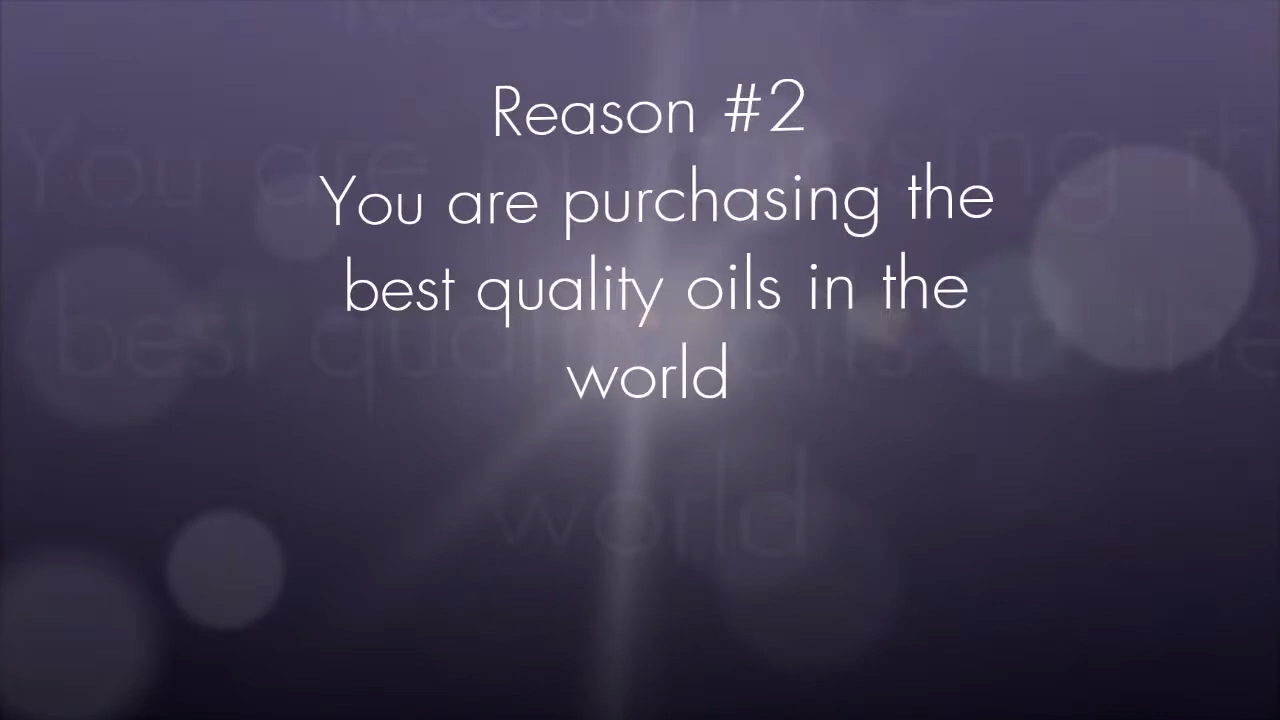 Reason #2
You are purchasing the
best quality oils in the
world